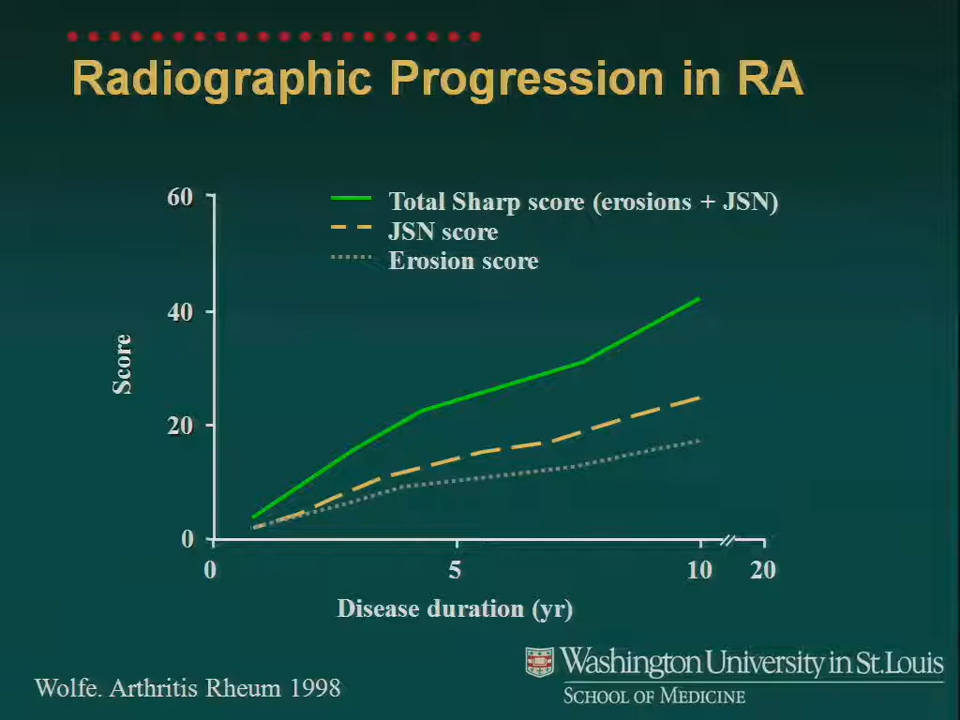 Radiographic Progression in RA
60
40
20
0
Score
Total Sharp score (erosions + JSN)
JSN score
Erosion score
0 5 10 20
Disease duration (yr)
Wolfe. Arthritis Rheum 1998
Washington University in St. Louis
SCHOOL OF MEDICINE